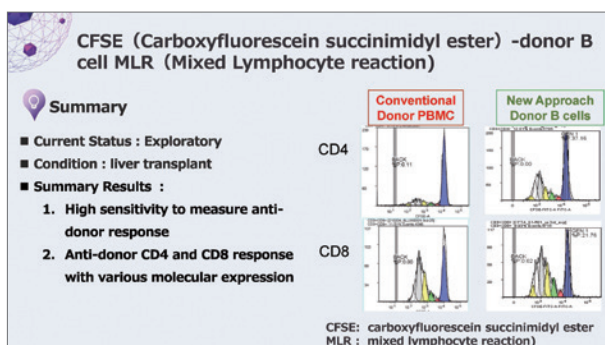 CFSE (Carboxyfluorescein succinimidyl ester) -donor B
cell MLR (Mixed Lymphocyte reaction)
Summary
■ Current Status : Exploratory
■ Condition : liver transplant
■ Summary Results :
1. High sensitivity to measure anti-
donor response
2. Anti-donor CD4 and CD8 response
with various molecular expression
Conventional
Donor PBMC
New Approach
Donor B cells
CD4
CD8
CFSE: carboxyfluorescein succinimidyl ester
MLR : mixed lymphocyte reaction)